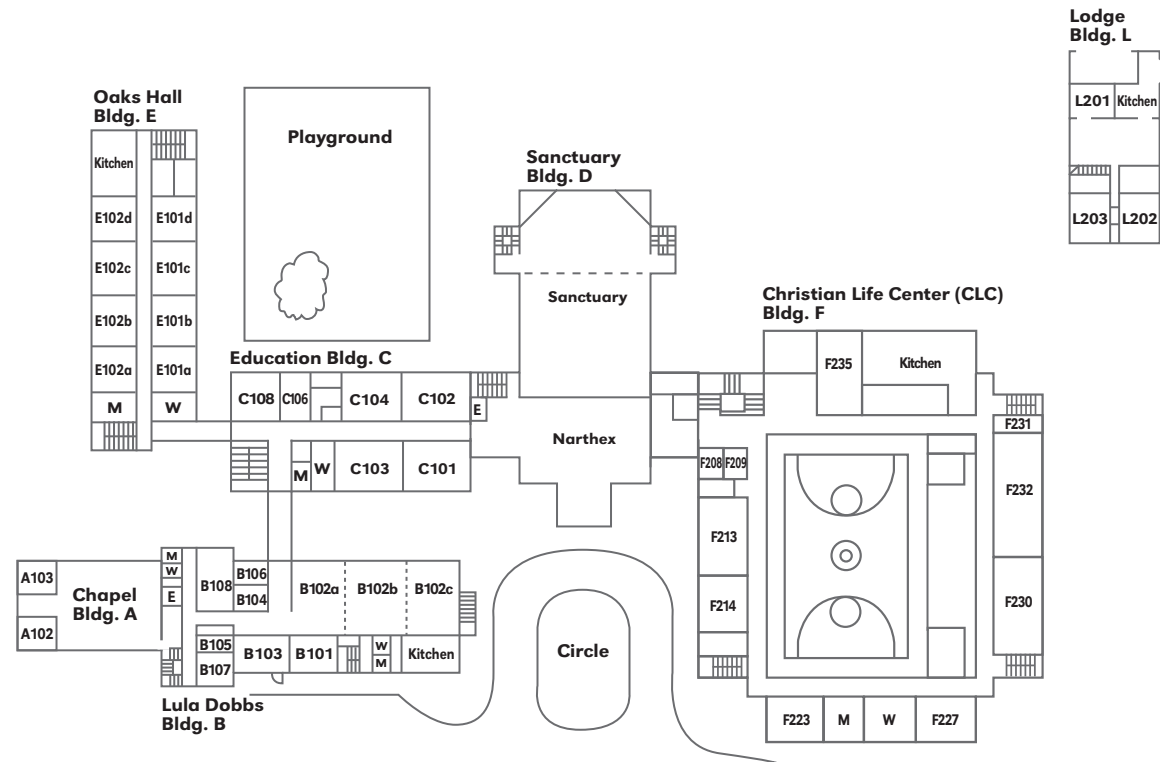 Lodge
Bldg. L
L201
Kitchen
L203
L202
Oaks Hall
Bldg. E
Kitchen
E102d
E101d
E102c
E101c
E102b
E101b
E102a
E101a
M
W
Playground
Sanctuary
Bldg. D
Sanctuary
Narthex
Education Bldg. C
C108
C106
C104
C102
E
M
W
C103
C101
Christian Life Center (CLC)
Bldg. F
F235
Kitchen
F231
F208
F209
F232
F213
F230
F214
F223
M
W
F227
A103
Chapel
Bldg. A
A102
M
W
E
B108
B106
B104
B102a
B102b
B102c
B105
B107
B103
B101
W
M
Kitchen
Lula Dobbs
Bldg. B
Circle